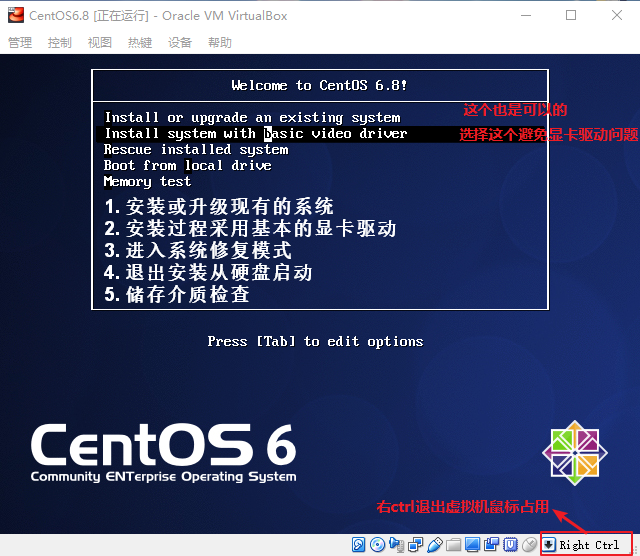 CentOS6.8 [正在运行] - Oracle VM VirtualBox
管理 控制 视图 热键 设备 帮助
Welcome to CentOS 6.8!
Install or upgrade an existing system 这个也是可以的
Install system with basic video driver 选择这个避免显卡驱动问题
Rescue installed system
Boot from local drive
Memory test
1. 安装或升级现有的系统
2. 安装过程采用基本的显卡驱动
3. 进入系统修复模式
4. 退出安装从硬盘启动
5. 储存介质检查
Press [Tab] to edit options
CentOS 6
Community ENTerprise Operating System
右ctrl退出虚拟机鼠标占用
Right Ctrl